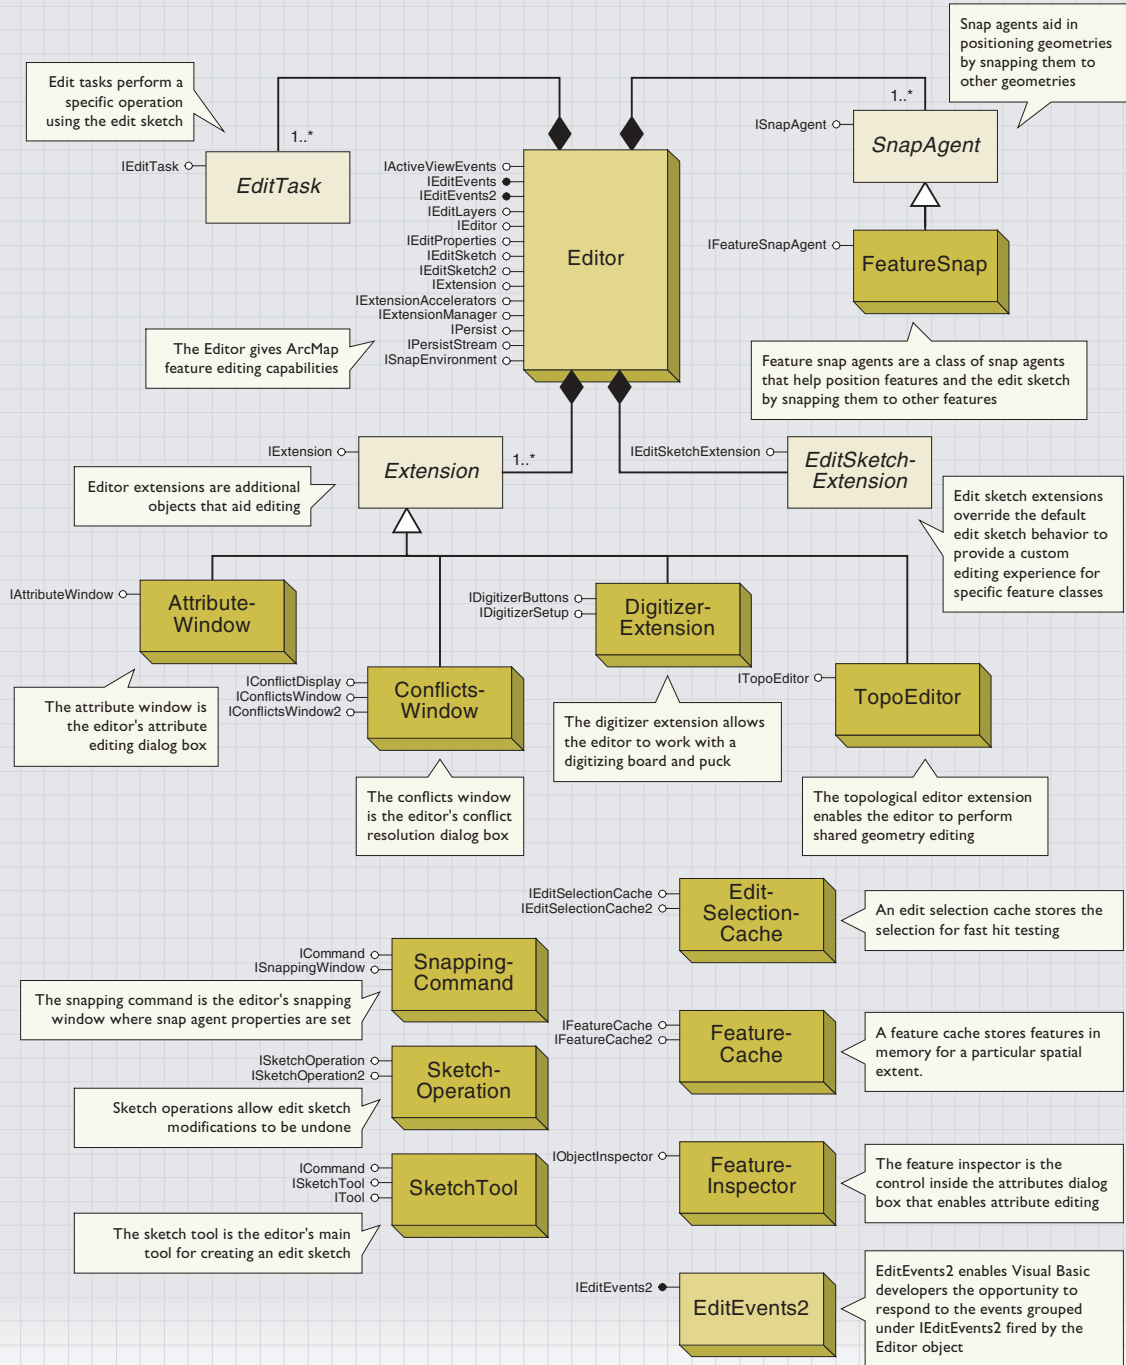 Snap agents aid in
positioning geometries
by snapping them to
other geometries
Edit tasks perform a
specific operation
using the edit sketch
1..*
1..*
ISnapAgent
SnapAgent
IEditTask
EditTask
IActiveViewEvents
IEditEvents
IEditEvents2
IEditLayers
IEditor
IEditProperties
IEditSketch
IEditSketch2
IExtension
IExtensionAccelerators
IExtensionManager
IPersist
IPersistStream
ISnapEnvironment
Editor
IFeatureSnapAgent
FeatureSnap
The Editor gives ArcMap
feature editing capabilities
Feature snap agents are a class of snap agents
that help position features and the edit sketch
by snapping them to other features
IExtension
Extension
1..*
IEditSketchExtension
EditSketch-
Extension
Editor extensions are additional
objects that aid editing
Edit sketch extensions
override the default
edit sketch behavior to
provide a custom
editing experience for
specific feature classes
IAttributeWindow
Attribute-
Window
IDigitizerButtons
IDigitizerSetup
Digitizer-
Extension
IConflictDisplay
IConflictsWindow
IConflictsWindow2
Conflicts-
Window
ITopoEditor
TopoEditor
The attribute window is
the editor's attribute
editing dialog box
The digitizer extension allows
the editor to work with a
digitizing board and puck
The conflicts window
is the editor's conflict
resolution dialog box
The topological editor extension
enables the editor to perform
shared geometry editing
IEditSelectionCache
IEditSelectionCache2
Edit-
Selection-
Cache
An edit selection cache stores the
selection for fast hit testing
ICommand
ISnappingWindow
Snapping-
Command
The snapping command is the editor's snapping
window where snap agent properties are set
IFeatureCache
IFeatureCache2
Feature-
Cache
A feature cache stores features in
memory for a particular spatial
extent.
ISketchOperation
ISketchOperation2
Sketch-
Operation
Sketch operations allow edit sketch
modifications to be undone
IObjectInspector
Feature-
Inspector
The feature inspector is the
control inside the attributes dialog
box that enables attribute editing
ICommand
ISketchTool
ITool
SketchTool
The sketch tool is the editor's main
tool for creating an edit sketch
IEditEvents2
EditEvents2
EditEvents2 enables Visual Basic
developers the opportunity to
respond to the events grouped
under IEditEvents2 fired by the
Editor object